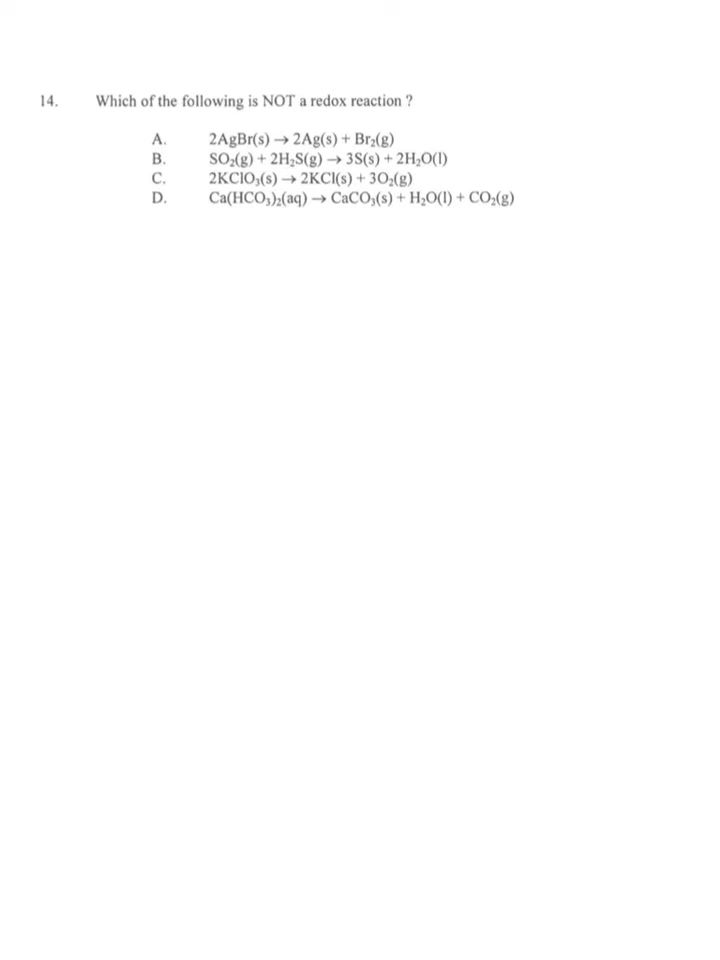 14. Which of the following is NOT a redox reaction ?
A. 2AgBr(s) → 2Ag(s) + Br₂(g)
B. SO₂(g) + 2H₂S(g) → 3S(s) + 2H₂O(l)
C. 2KClO₃(s) → 2KCl(s) + 3O₂(g)
D. Ca(HCO₃)₂(aq) → CaCO₃(s) + H₂O(l) + CO₂(g)